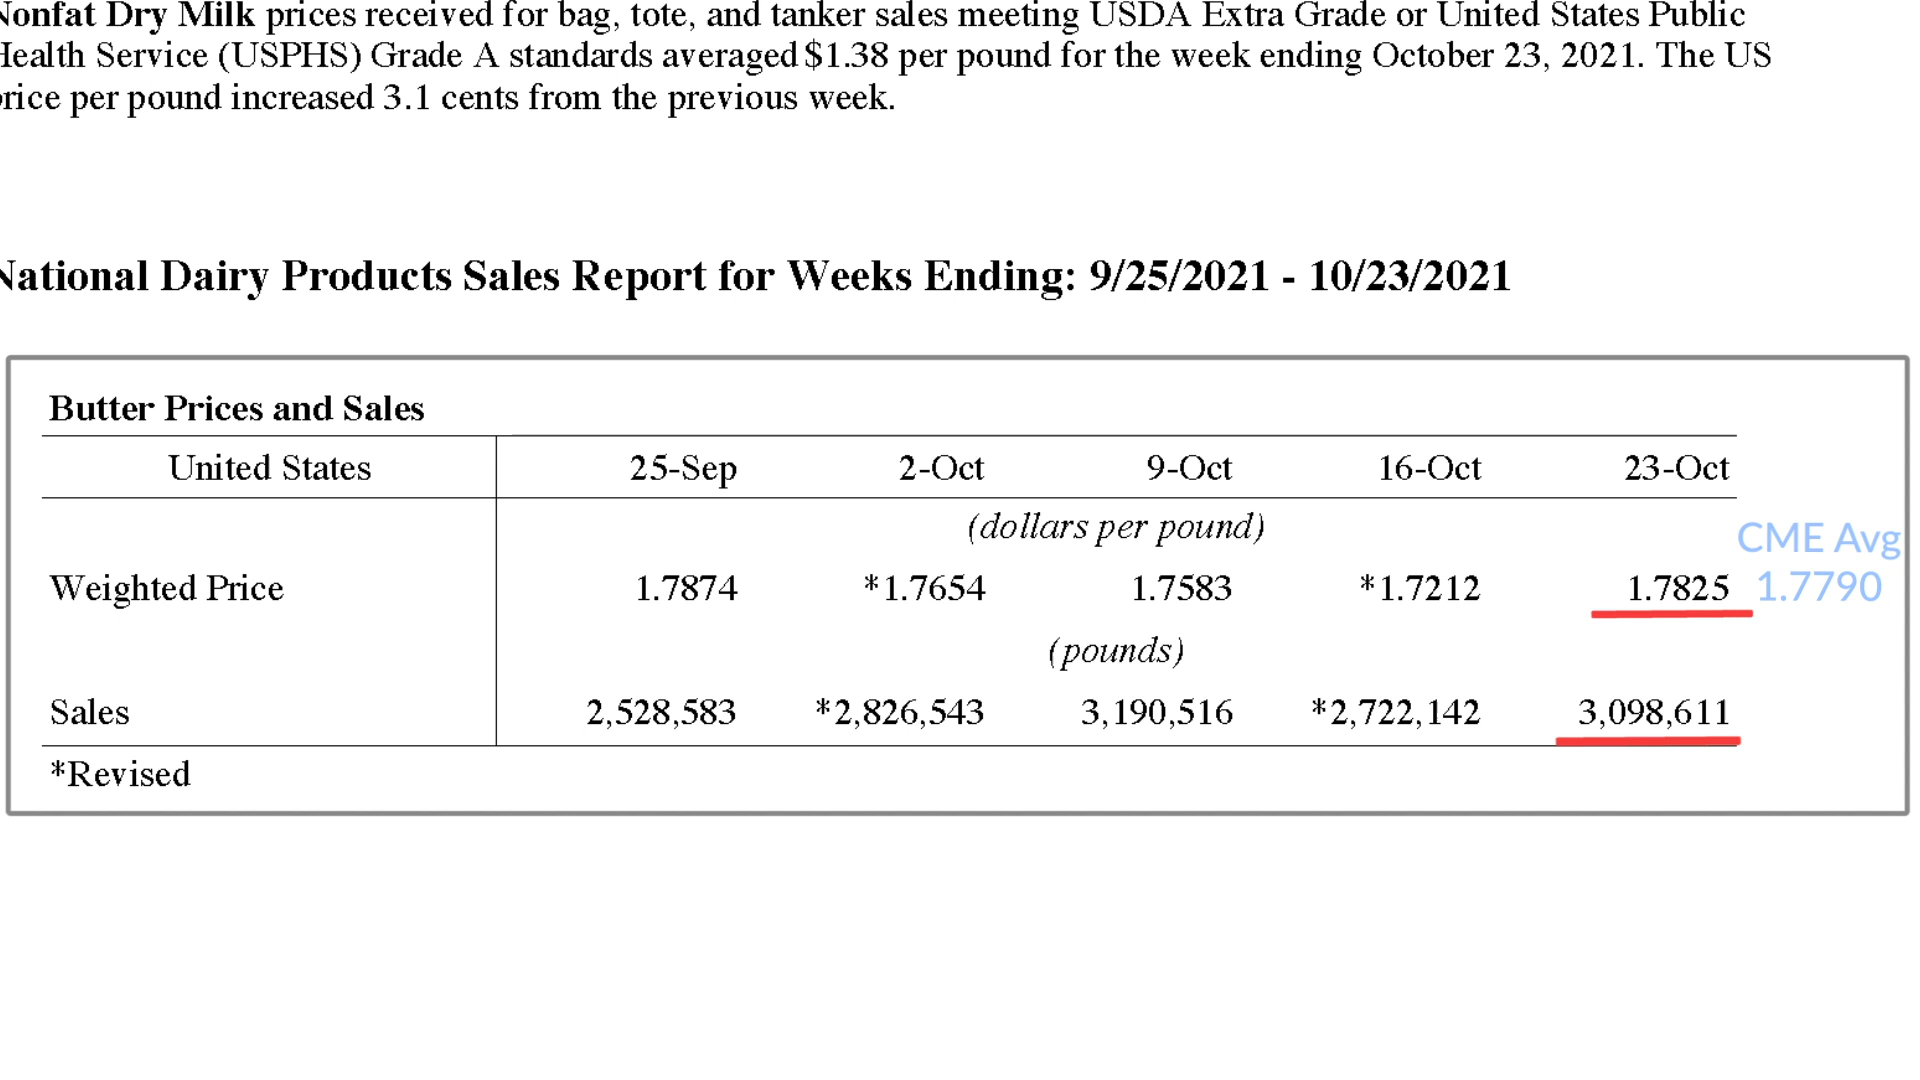 Nonfat Dry Milk prices received for bag, tote, and tanker sales meeting USDA Extra Grade or United States Public
Health Service (USPHS) Grade A standards averaged $1.38 per pound for the week ending October 23, 2021. The US
price per pound increased 3.1 cents from the previous week.
National Dairy Products Sales Report for Weeks Ending: 9/25/2021 - 10/23/2021
Butter Prices and Sales
United States 25-Sep 2-Oct 9-Oct 16-Oct 23-Oct
(dollars per pound)
CME Avg
Weighted Price 1.7874 *1.7654 1.7583 *1.7212 1.7825 1.7790
(pounds)
Sales 2,528,583 *2,826,543 3,190,516 *2,722,142 3,098,611
*Revised